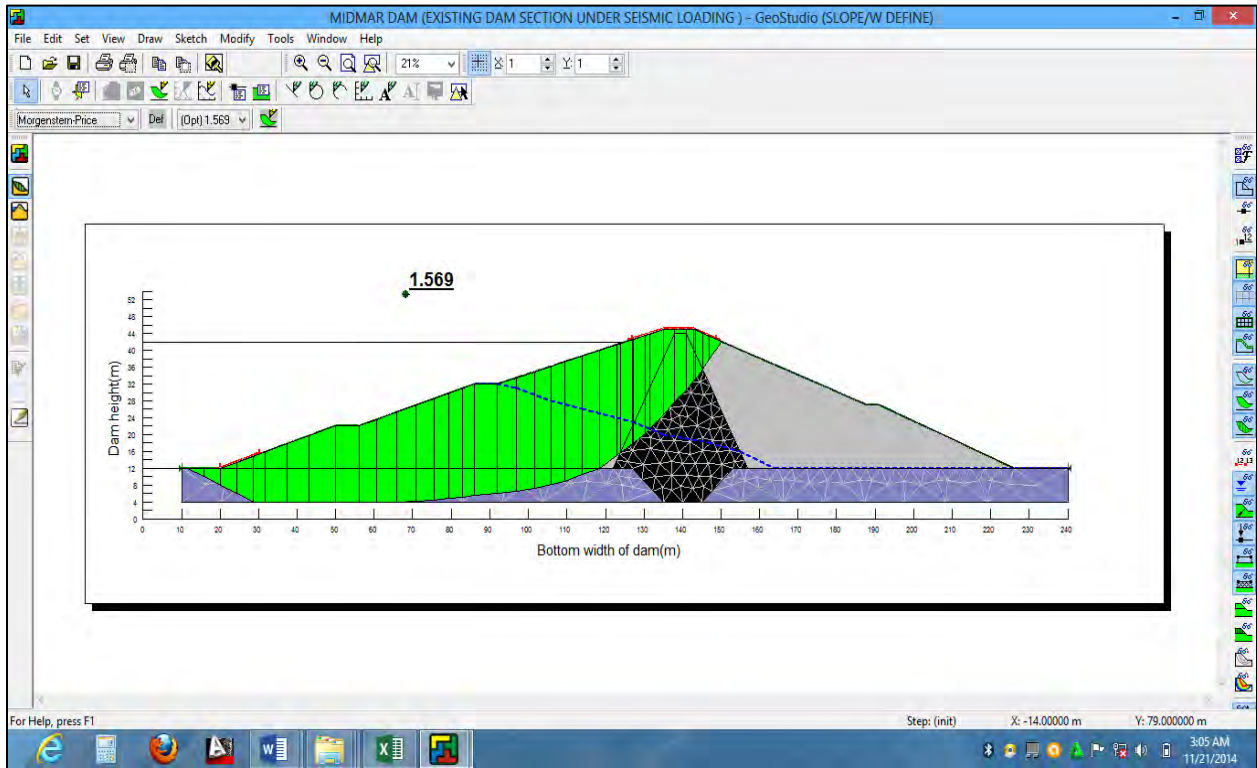 MIDMAR DAM (EXISTING DAM SECTION UNDER SEISMIC LOADING ) - GeoStudio (SLOPE/W DEFINE)
File Edit Set View Draw Sketch Modify Tools Window Help
21% X 1 Y: 1
Morgenstern-Price Def (Opt) 1.569
1.569
52
48
44
40
36
32
28
24
20
16
12
8
4
0
Dam height(m)
0 10 20 30 40 50 60 70 80 90 100 110 120 130 140 150 160 170 180 190 200 210 220 230 240
Bottom width of dam(m)
For Help, press F1 Step: (init) X: -14.00000 m Y: 79.000000 m
3:05 AM
11/21/2014